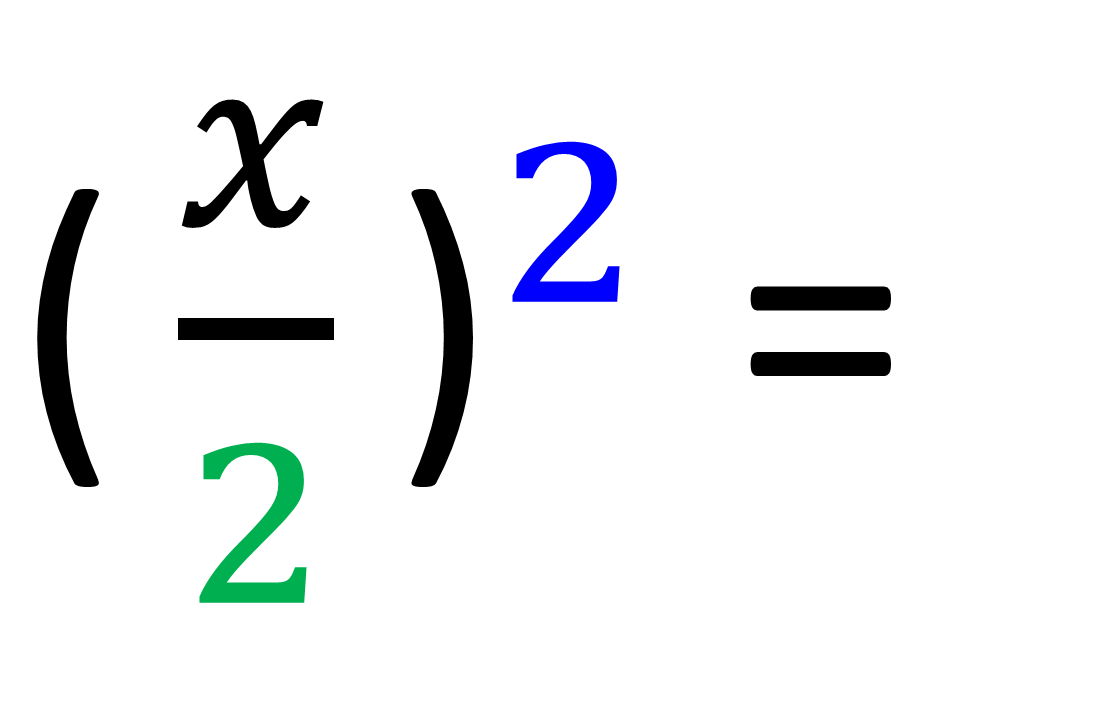 (x/2)² =